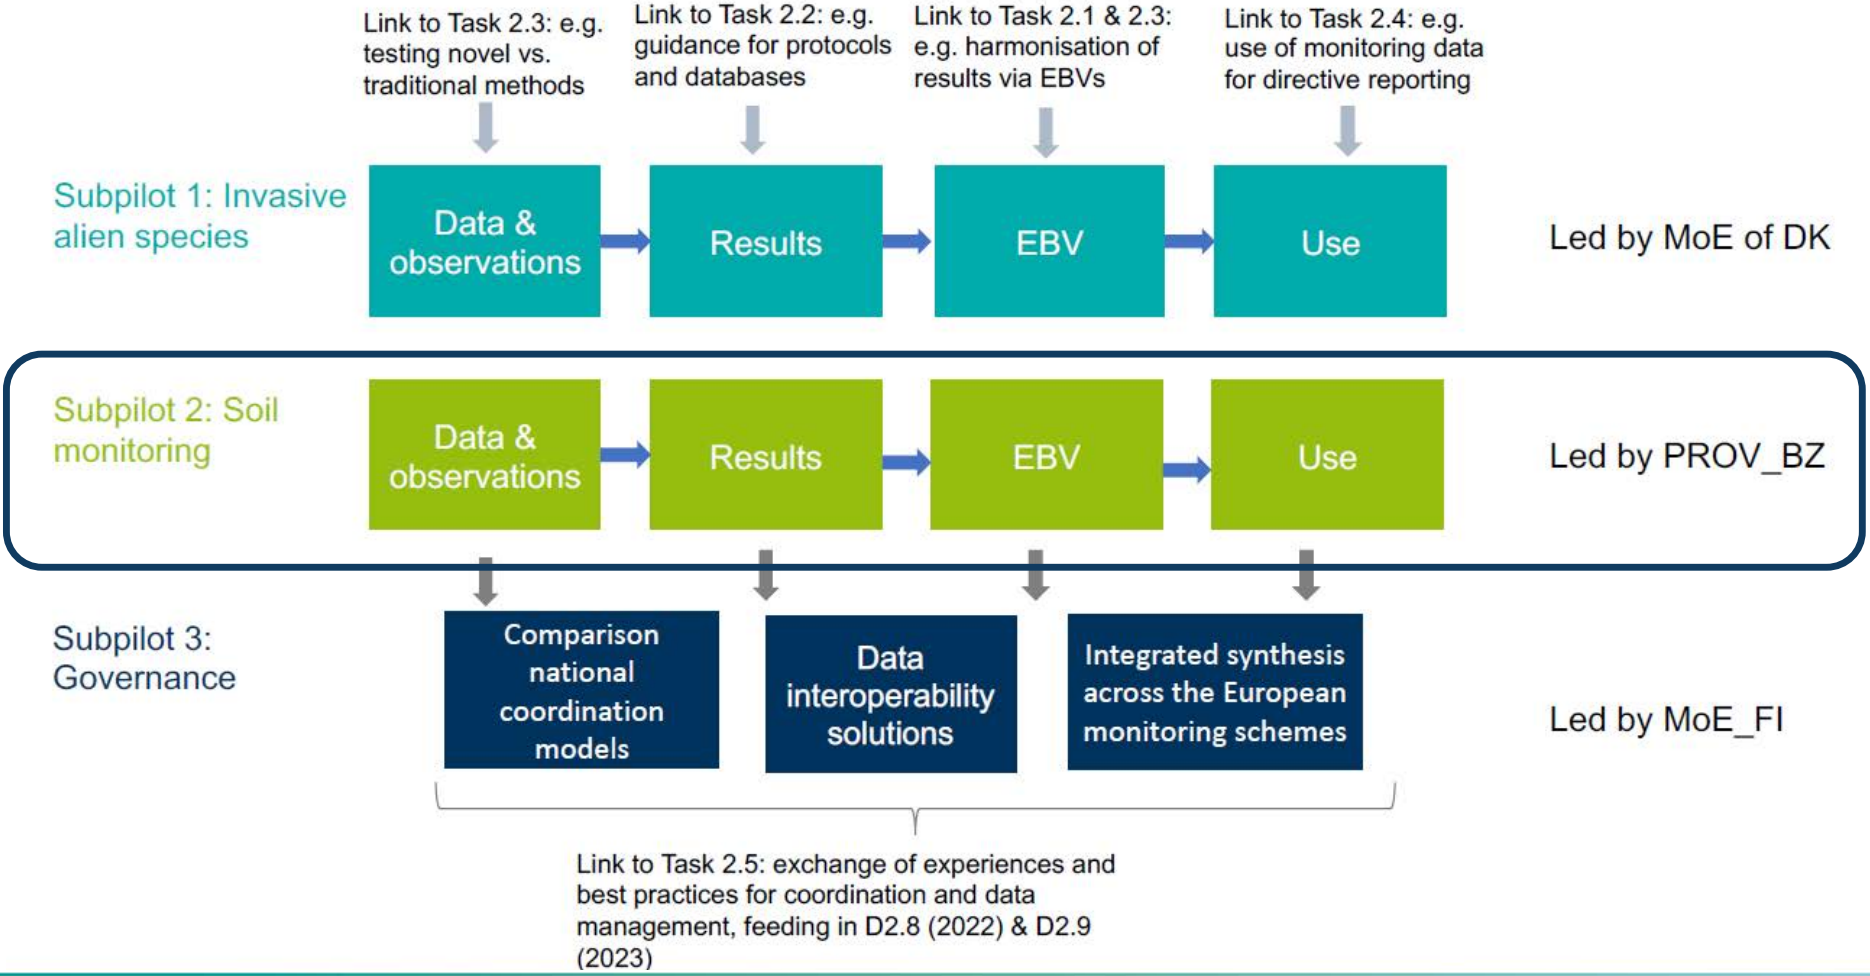 Link to Task 2.3: e.g.
testing novel vs.
traditional methods
Link to Task 2.2: e.g.
guidance for protocols
and databases
Link to Task 2.1 & 2.3:
e.g. harmonisation of
results via EBVs
Link to Task 2.4: e.g.
use of monitoring data
for directive reporting
Subpilot 1: Invasive
alien species
Data &
observations
Results
EBV
Use
Led by MoE of DK
Subpilot 2: Soil
monitoring
Data &
observations
Results
EBV
Use
Led by PROV_BZ
Subpilot 3:
Governance
Comparison
national
coordination
models
Data
interoperability
solutions
Integrated synthesis
across the European
monitoring schemes
Led by MoE_FI
Link to Task 2.5: exchange of experiences and
best practices for coordination and data
management, feeding in D2.8 (2022) & D2.9
(2023)